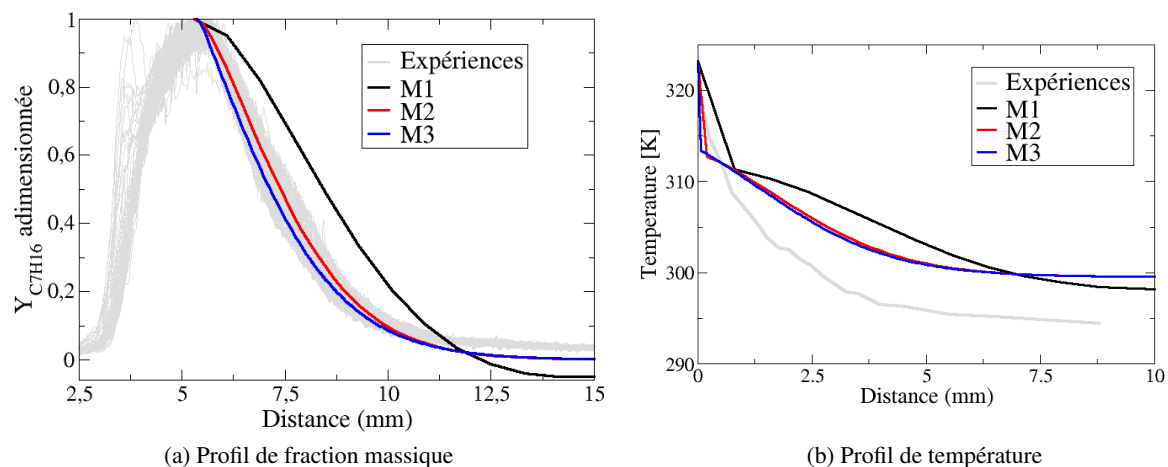 Y C7H16 adimensionnée
1
0,8
0,6
0,4
0,2
0
2,5
5
7,5
10
12,5
15
Distance (mm)
Expériences
M1
M2
M3
(a) Profil de fraction massique
Temperature [K]
320
310
300
290
0
2.5
5
7.5
10
Distance (mm)
Expériences
M1
M2
M3
(b) Profil de température